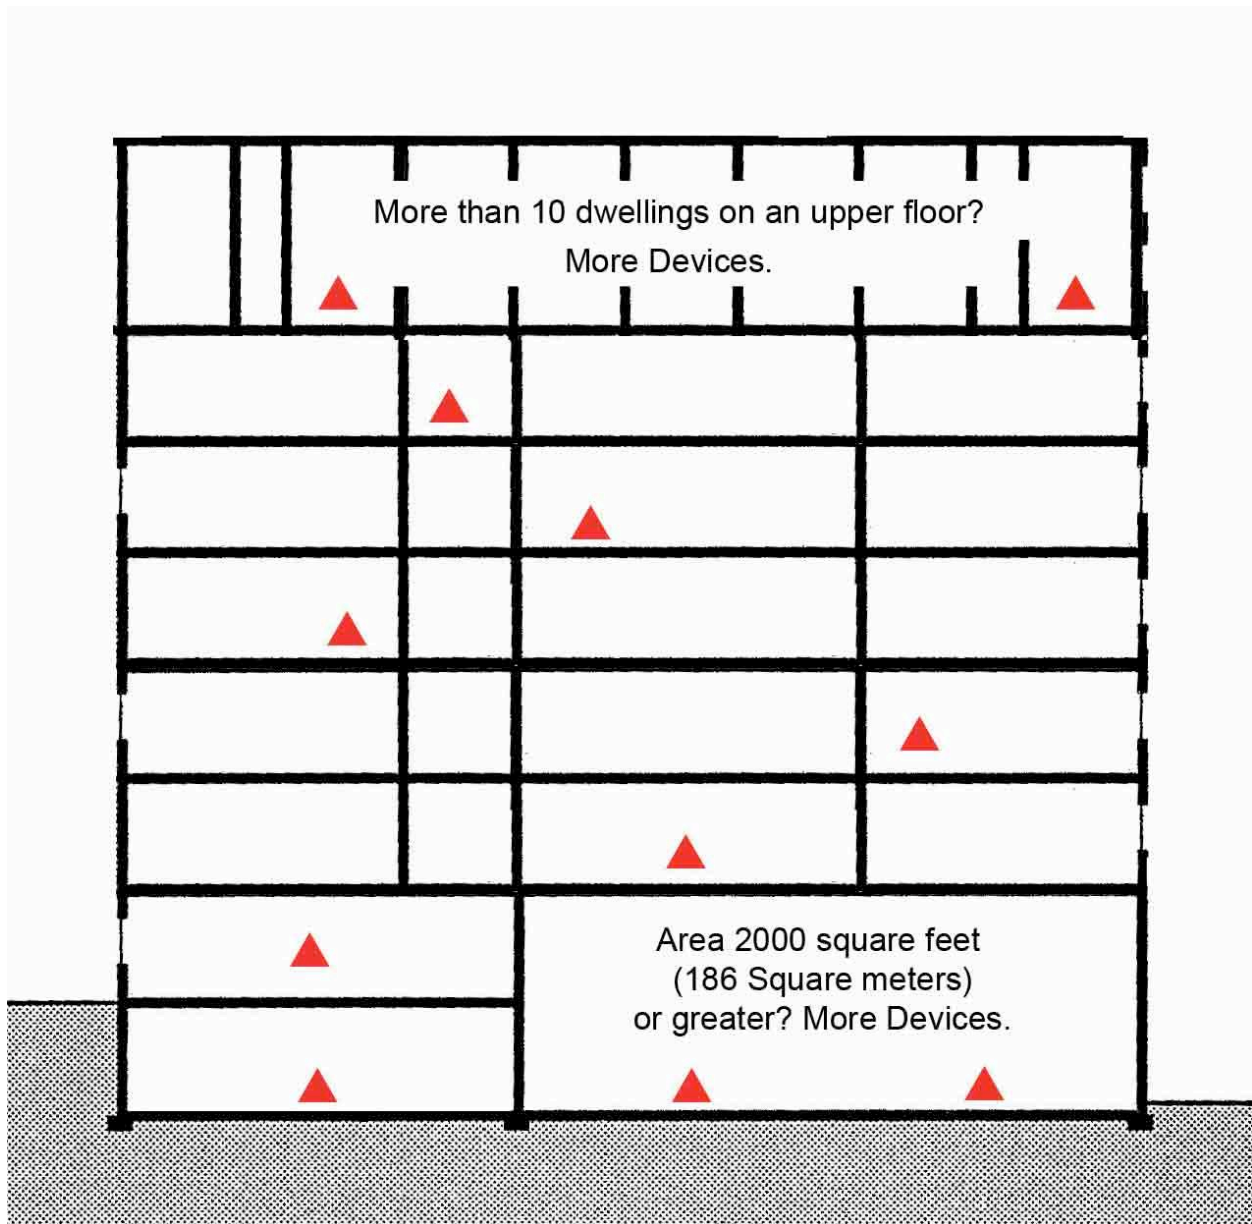 More than 10 dwellings on an upper floor?
More Devices.
Area 2000 square feet
(186 Square meters)
or greater? More Devices.